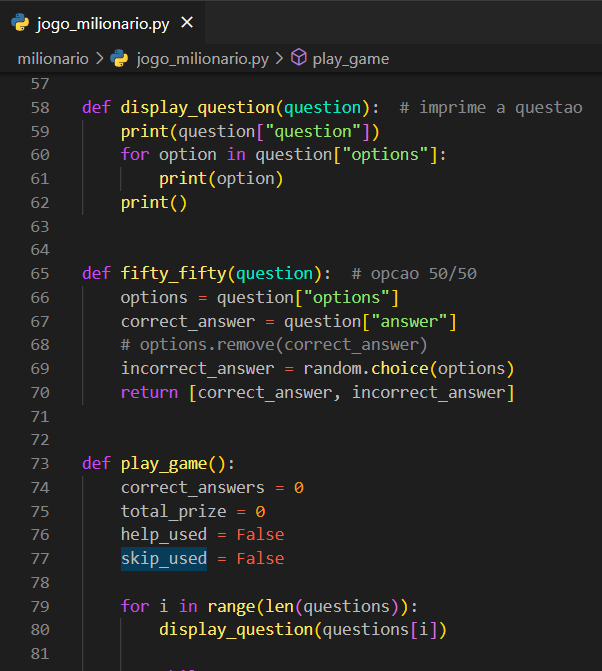 jogo_milionario.py ×
milionario > jogo_milionario.py > play_game
57
58 def display_question(question):  # imprime a questao
59     print(question["question"])
60     for option in question["options"]:
61         print(option)
62     print()
63
64
65 def fifty_fifty(question):  # opcao 50/50
66     options = question["options"]
67     correct_answer = question["answer"]
68     # options.remove(correct_answer)
69     incorrect_answer = random.choice(options)
70     return [correct_answer, incorrect_answer]
71
72
73 def play_game():
74     correct_answers = 0
75     total_prize = 0
76     help_used = False
77     skip_used = False
78
79     for i in range(len(questions)):
80         display_question(questions[i])
81